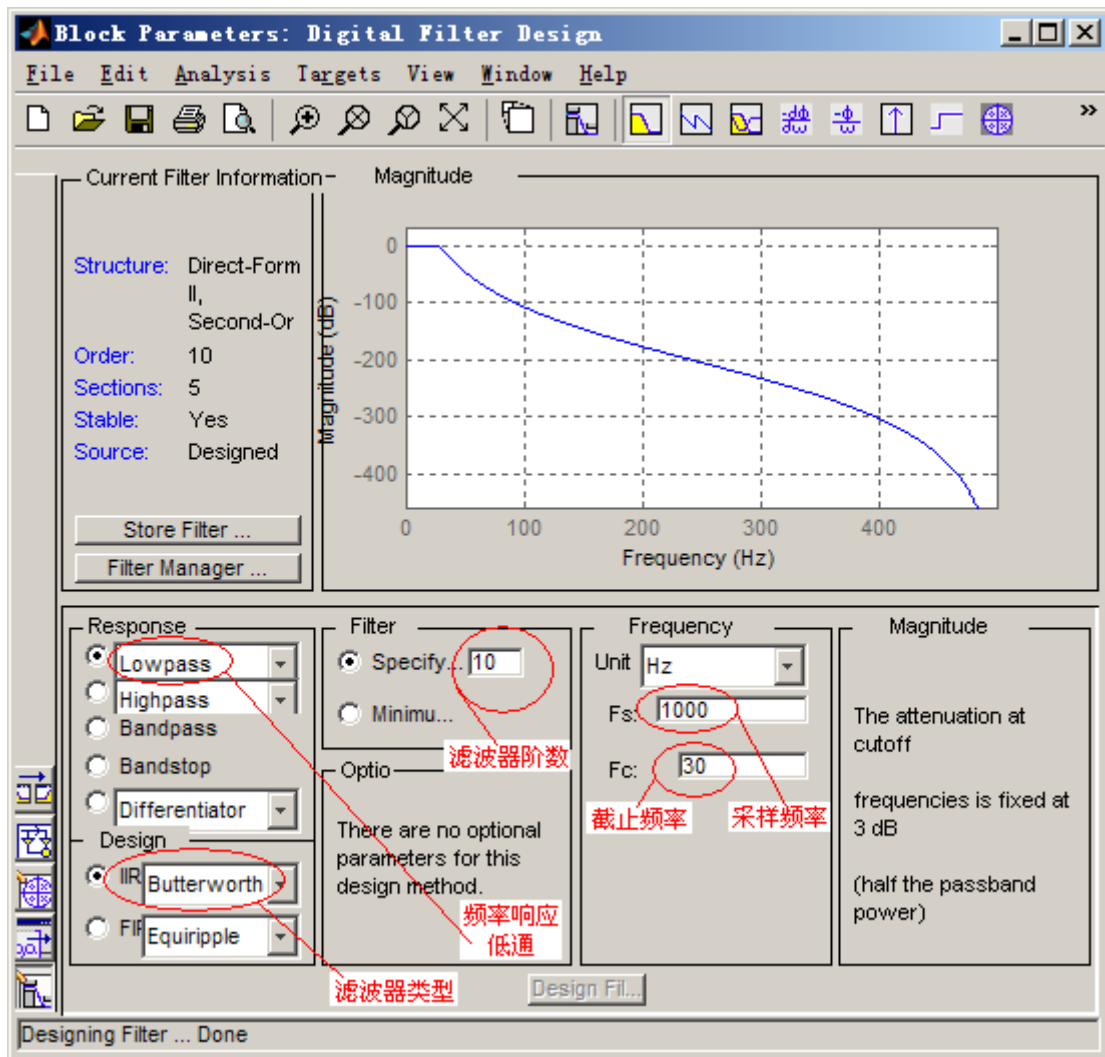 Block Parameters: Digital Filter Design
File Edit Analysis Targets View Window Help
»
Current Filter Information
Structure: Direct-Form
II,
Second-Or
Order: 10
Sections: 5
Stable: Yes
Source: Designed
Store Filter ...
Filter Manager ...
Magnitude
Magnitude (dB)
0
-100
-200
-300
-400
0 100 200 300 400
Frequency (Hz)
Response
Lowpass
Highpass
Bandpass
Bandstop
Differentiator
Design
IIR Butterworth
FIR Equiripple
滤波器类型
Filter
Specify... 10
Minimu...
滤波器阶数
Optio
There are no optional
parameters for this
design method.
频率响应
低通
Frequency
Unit Hz
Fs: 1000
Fc: 30
截止频率
采样频率
Magnitude
The attenuation at
cutoff
frequencies is fixed at
3 dB
(half the passband
power)
Design Fil...
Designing Filter ... Done